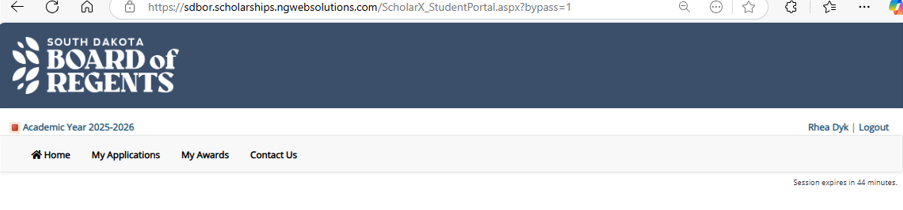 https://sdbor.scholarships.ngwebsolutions.com/ScholarX_StudentPortal.aspx?bypass=1
SOUTH DAKOTA
BOARD of
REGENTS
Academic Year 2025-2026 Rhea Dyk | Logout
Home My Applications My Awards Contact Us
Session expires in 44 minutes.